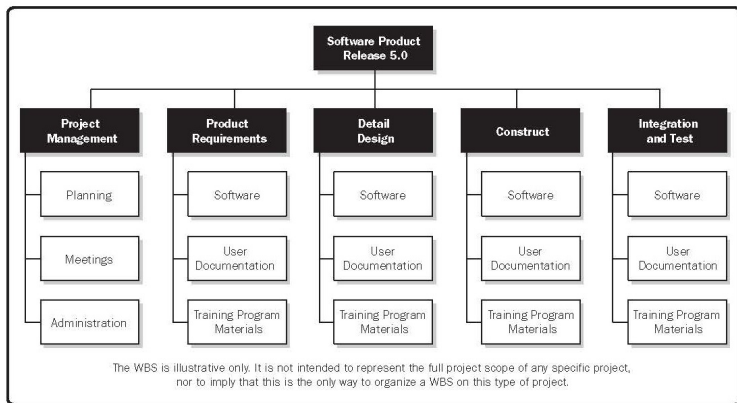 Software Product
Release 5.0
Project
Management
Product
Requirements
Detail
Design
Construct
Integration
and Test
Planning
Software
Software
Software
Software
Meetings
User
Documentation
User
Documentation
User
Documentation
User
Documentation
Administration
Training Program
Materials
Training Program
Materials
Training Program
Materials
Training Program
Materials
The WBS is illustrative only. It is not intended to represent the full project scope of any specific project,
nor to imply that this is the only way to organize a WBS on this type of project.